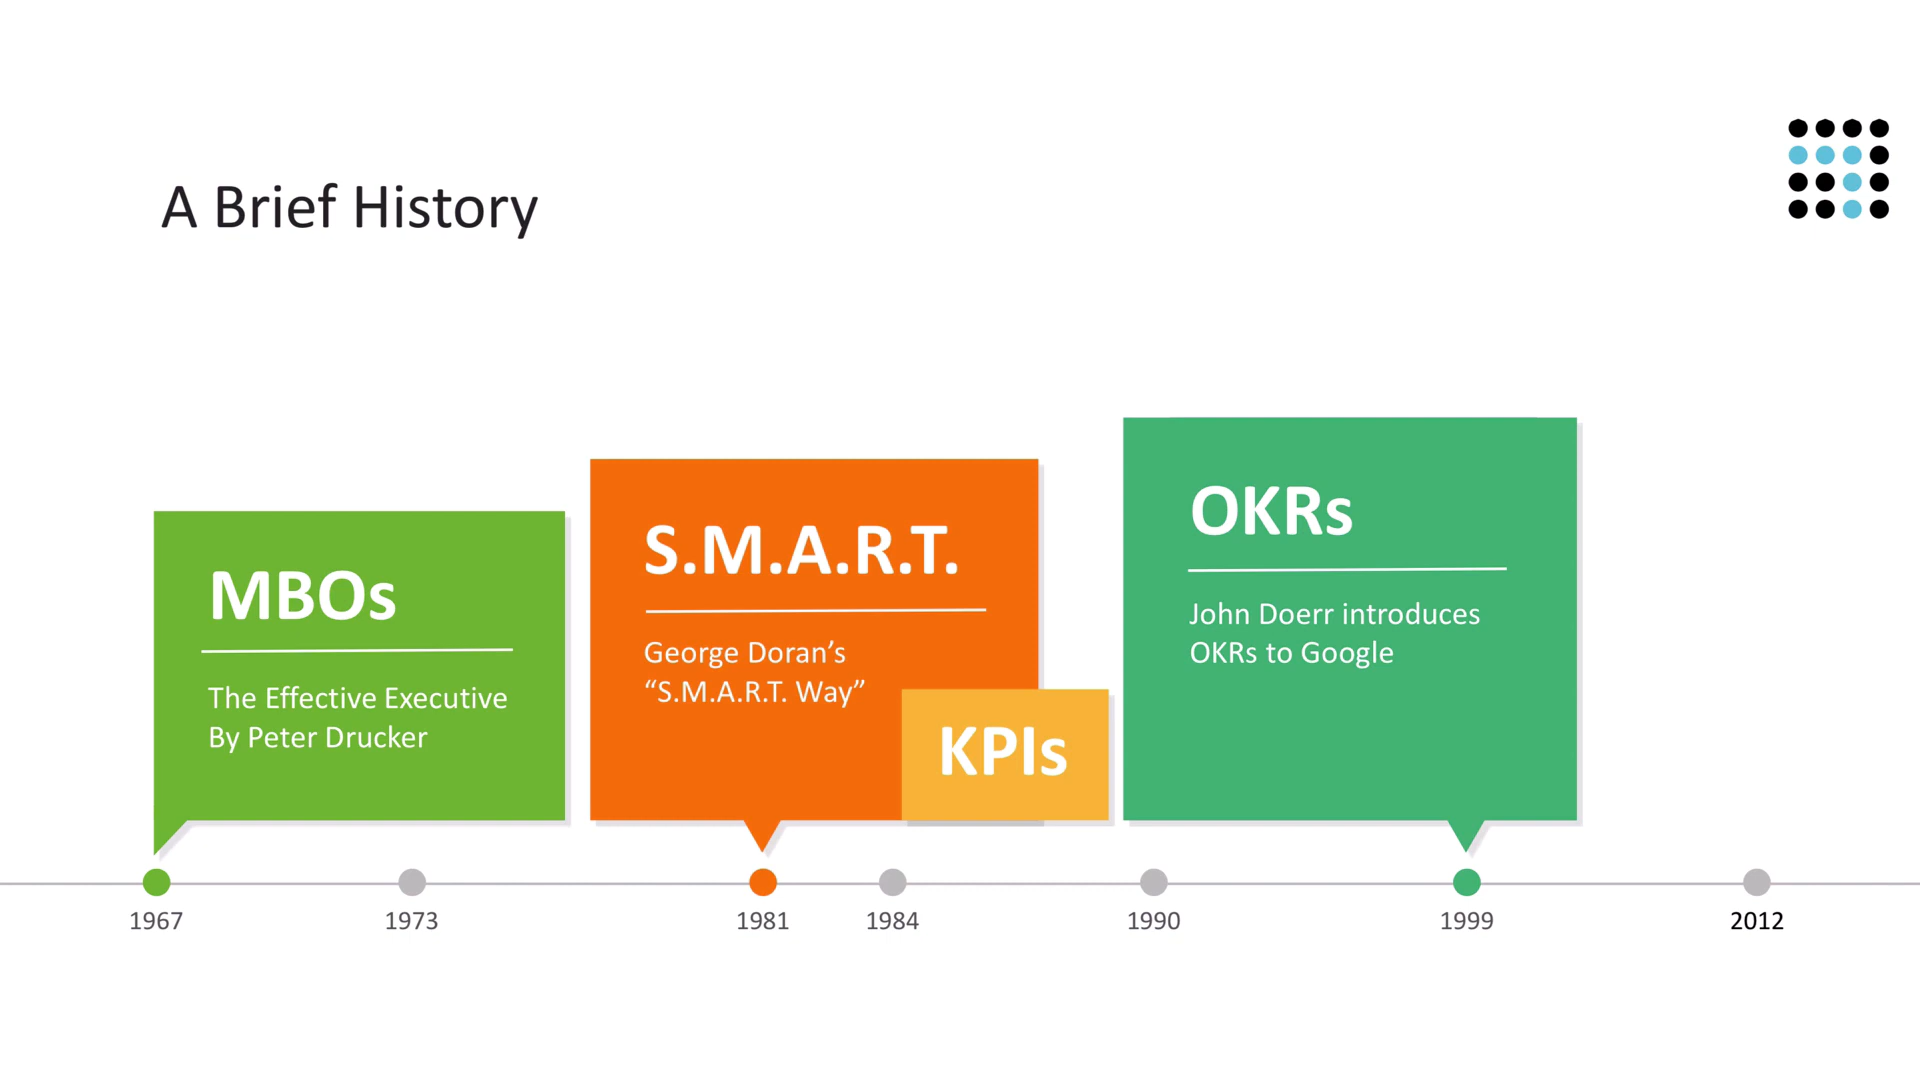 A Brief History
MBOs
The Effective Executive
By Peter Drucker
S.M.A.R.T.
George Doran’s
“S.M.A.R.T. Way”
KPIs
OKRs
John Doerr introduces
OKRs to Google
1967
1973
1981
1984
1990
1999
2012